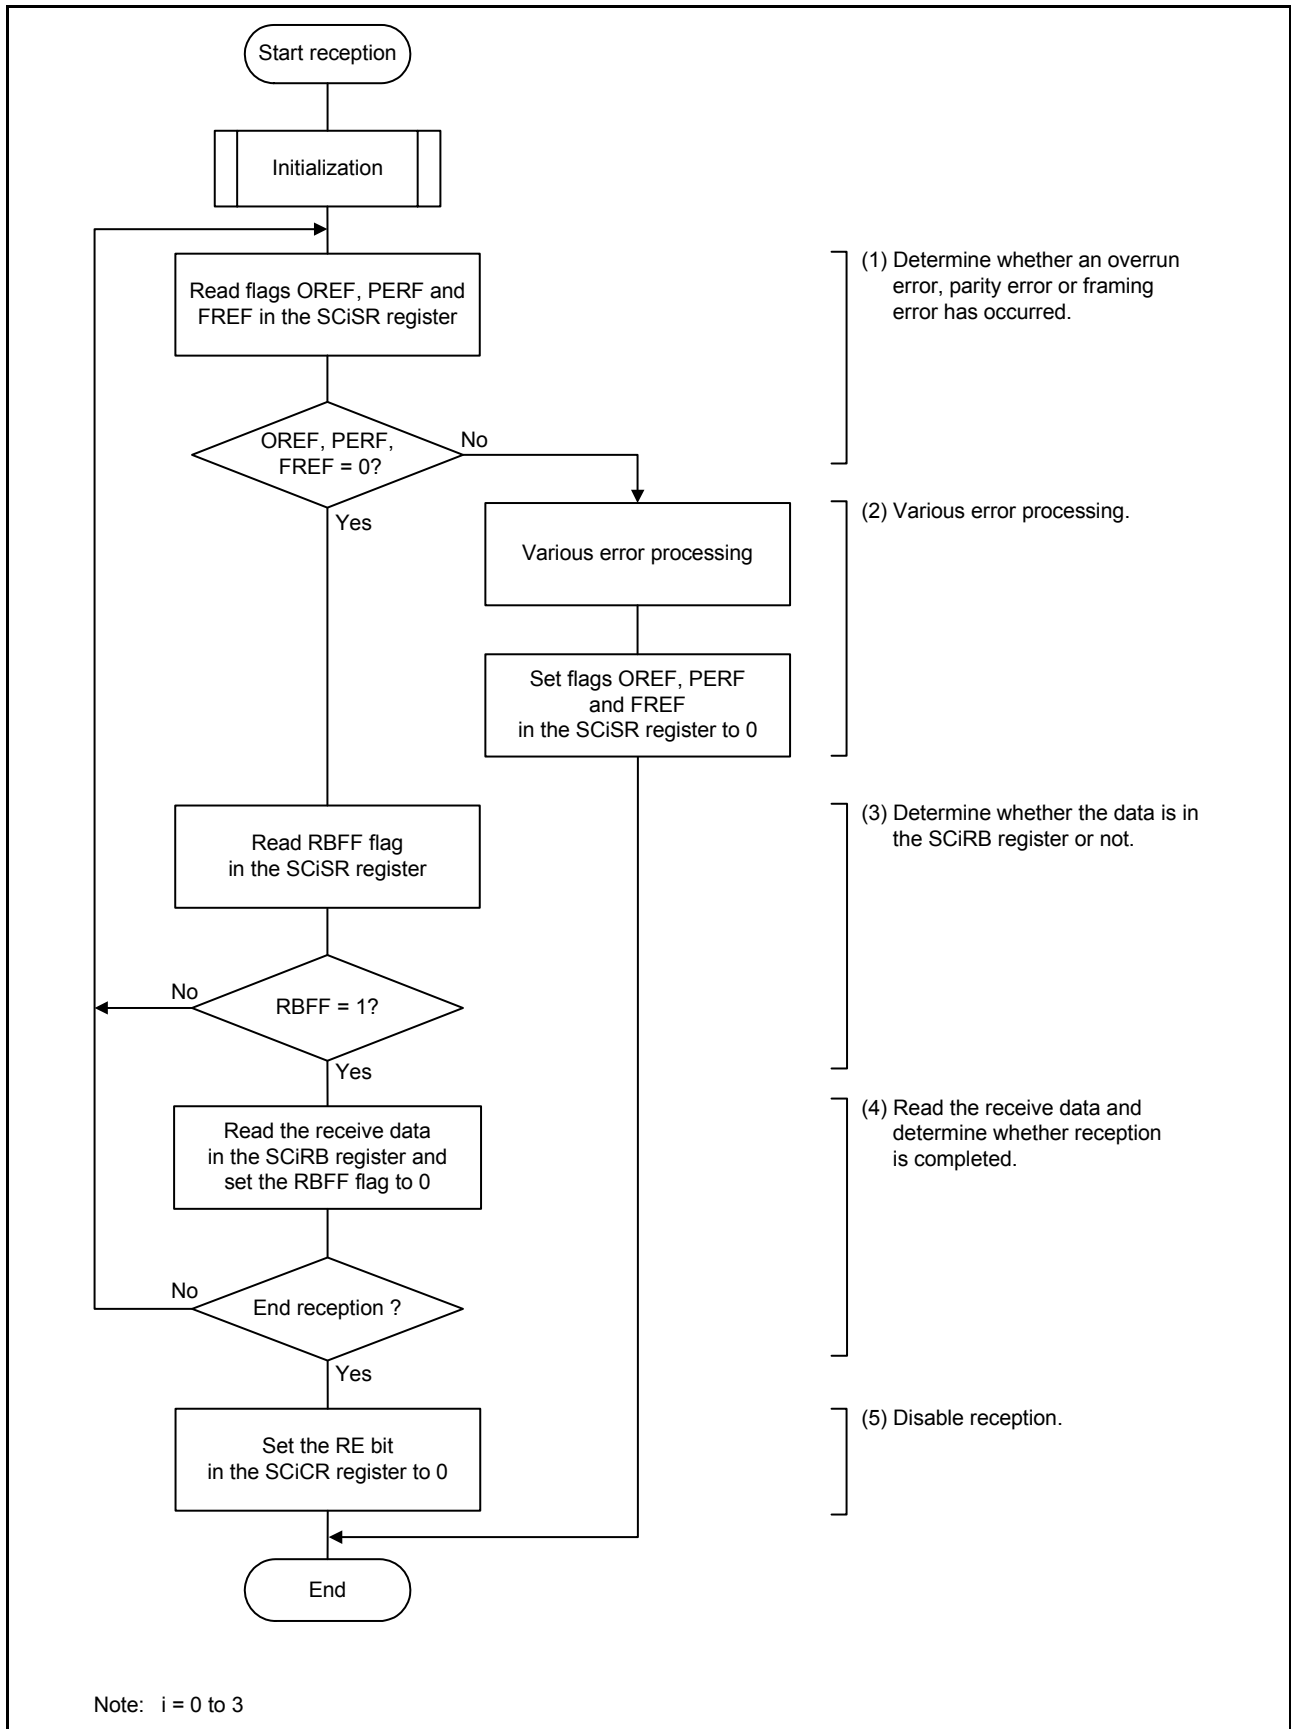 Start reception
Initialization
Read flags OREF, PERF and
FREF in the SCiSR register
(1) Determine whether an overrun
error, parity error or framing
error has occurred.
OREF, PERF,
FREF = 0?
No
Yes
Various error processing
(2) Various error processing.
Set flags OREF, PERF
and FREF
in the SCiSR register to 0
Read RBFF flag
in the SCiSR register
(3) Determine whether the data is in
the SCiRB register or not.
RBFF = 1?
No
Yes
Read the receive data
in the SCiRB register and
set the RBFF flag to 0
(4) Read the receive data and
determine whether reception
is completed.
End reception ?
No
Yes
Set the RE bit
in the SCiCR register to 0
(5) Disable reception.
End
Note: i = 0 to 3